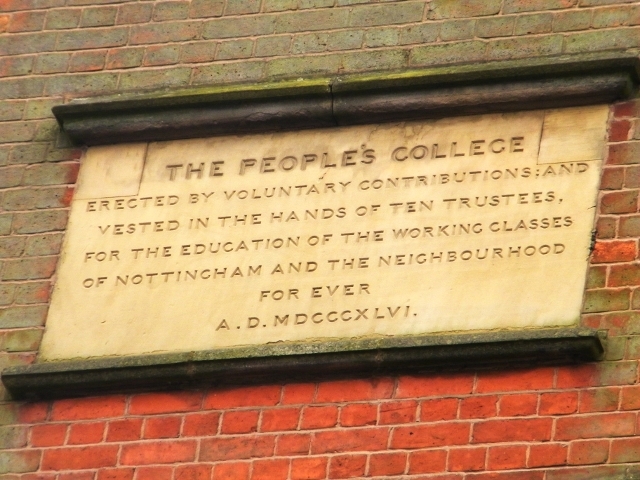 THE PEOPLE'S COLLEGE
ERECTED BY VOLUNTARY CONTRIBUTIONS; AND
VESTED IN THE HANDS OF TEN TRUSTEES,
FOR THE EDUCATION OF THE WORKING CLASSES
OF NOTTINGHAM AND THE NEIGHBOURHOOD
FOR EVER
A.D. MDCCCXLVI.